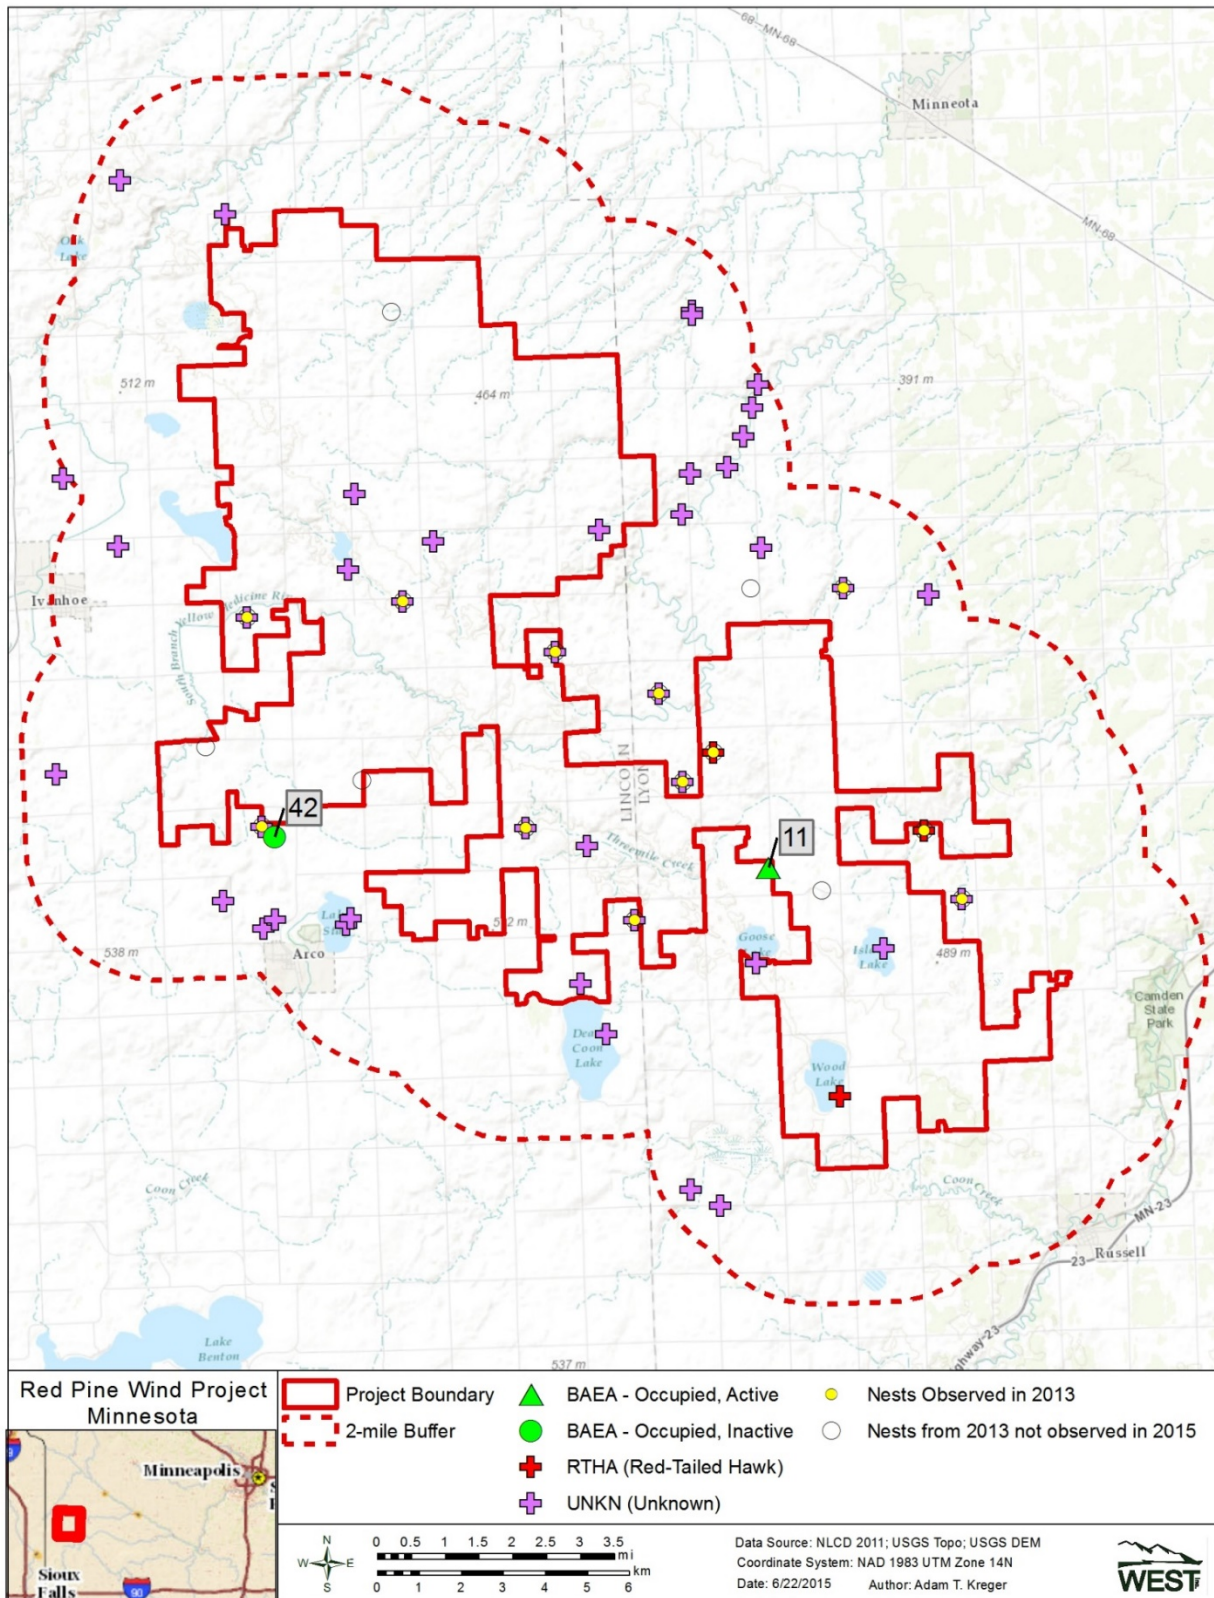 68
MN-68
Minneota
MN-68
Oak
Lake
512 m
464 m
391 m
Ivanhoe
South Branch Yellow Medicine River
LINCOLN
LYON
42
11
Threemile Creek
512 m
538 m
Arco
Goose
Lake
489 m
Camden
State
Park
Dead
Coon
Lake
Wood
Lake
Coon Creek
Coon Creek
MN-23
Russell
23
Lake
Benton
537 m
Highway-23
Red Pine Wind Project
Minnesota
Minneapolis
Sioux
Falls
90
Project Boundary
2-mile Buffer
BAEA - Occupied, Active
BAEA - Occupied, Inactive
RTHA (Red-Tailed Hawk)
UNKN (Unknown)
Nests Observed in 2013
Nests from 2013 not observed in 2015
N
W E
S
0 0.5 1 1.5 2 2.5 3 3.5
mi
km
0 1 2 3 4 5 6
Data Source: NLCD 2011; USGS Topo; USGS DEM
Coordinate System: NAD 1983 UTM Zone 14N
Date: 6/22/2015 Author: Adam T. Kreger
WEST